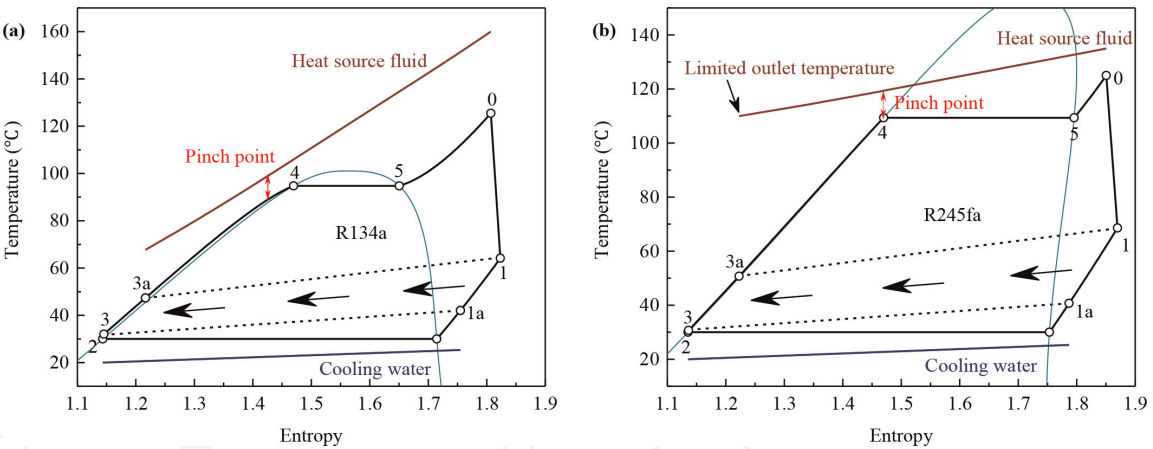 (a)
160
140
120
100
80
60
40
20
Temperature (℃)
Heat source fluid
0
Pinch point
4
5
R134a
3a
1
3
1a
2
Cooling water
1.1 1.2 1.3 1.4 1.5 1.6 1.7 1.8 1.9
Entropy
(b)
140
120
100
80
60
40
20
Temperature (℃)
Heat source fluid
Limited outlet temperature
0
Pinch point
4
5
R245fa
1
3a
3
1a
2
Cooling water
1.1 1.2 1.3 1.4 1.5 1.6 1.7 1.8 1.9
Entropy